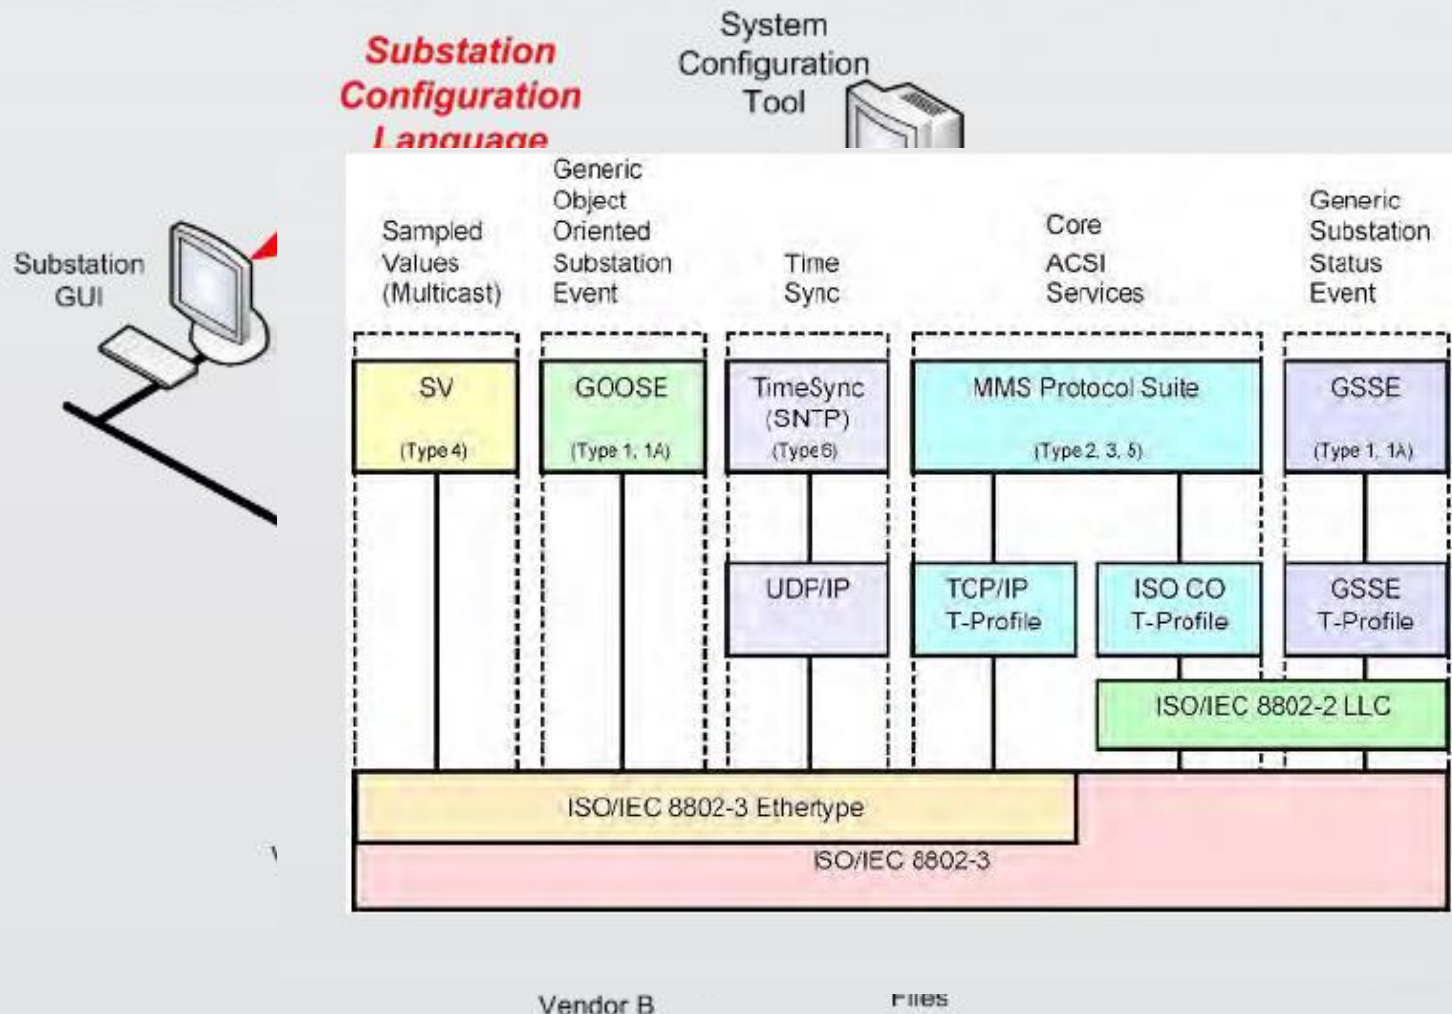 Substation
Configuration
Language
System
Configuration
Tool
Substation
GUI
Sampled
Values
(Multicast)
Generic
Object
Oriented
Substation
Event
Time
Sync
Core
ACSI
Services
Generic
Substation
Status
Event
SV
(Type 4)
GOOSE
(Type 1, 1A)
TimeSync
(SNTP)
(Type 6)
MMS Protocol Suite
(Type 2, 3, 5)
GSSE
(Type 1, 1A)
UDP/IP
TCP/IP
T-Profile
ISO CO
T-Profile
GSSE
T-Profile
ISO/IEC 8802-2 LLC
ISO/IEC 8802-3 Ethertype
ISO/IEC 8802-3
Vendor B
Files